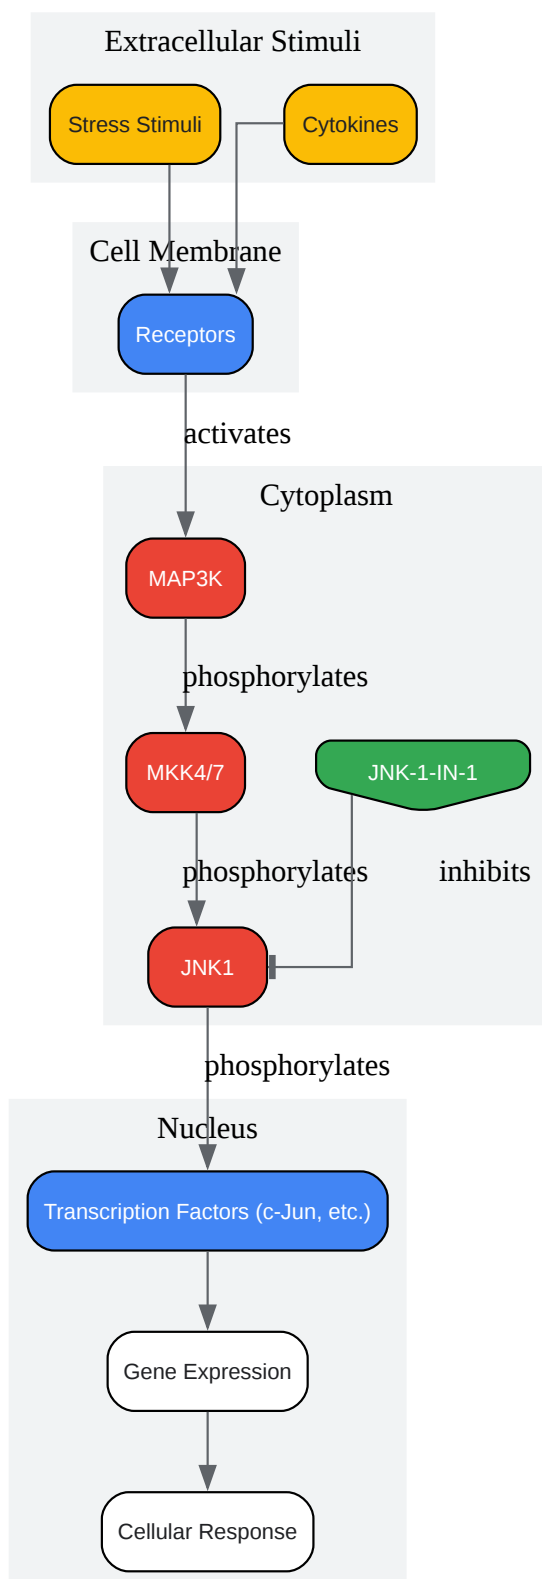 Extracellular Stimuli
Stress Stimuli
Cytokines
Cell Membrane
Receptors
activates
Cytoplasm
MAP3K
phosphorylates
MKK4/7
JNK-1-IN-1
phosphorylates
inhibits
JNK1
phosphorylates
Nucleus
Transcription Factors (c-Jun, etc.)
Gene Expression
Cellular Response